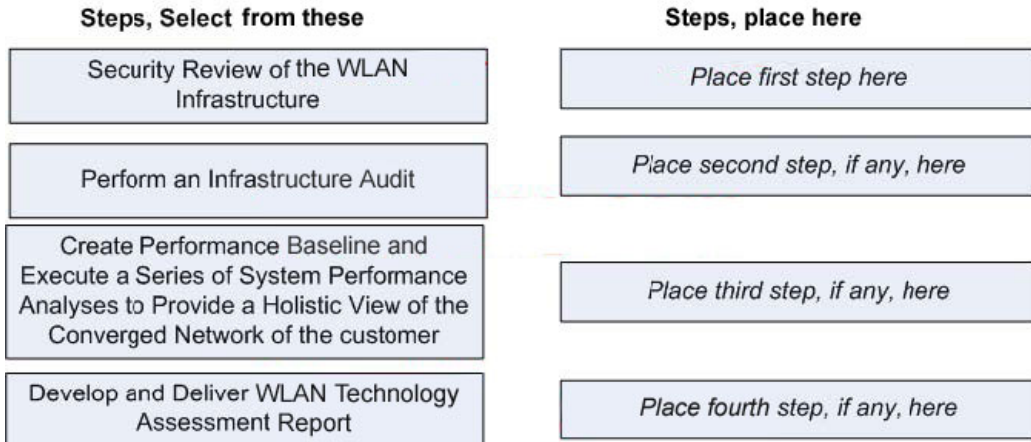 Steps, Select from these
Security Review of the WLAN
Infrastructure
Perform an Infrastructure Audit
Create Performance Baseline and
Execute a Series of System Performance
Analyses to Provide a Holistic View of the
Converged Network of the customer
Develop and Deliver WLAN Technology
Assessment Report
Steps, place here
Place first step here
Place second step, if any, here
Place third step, if any, here
Place fourth step, if any, here